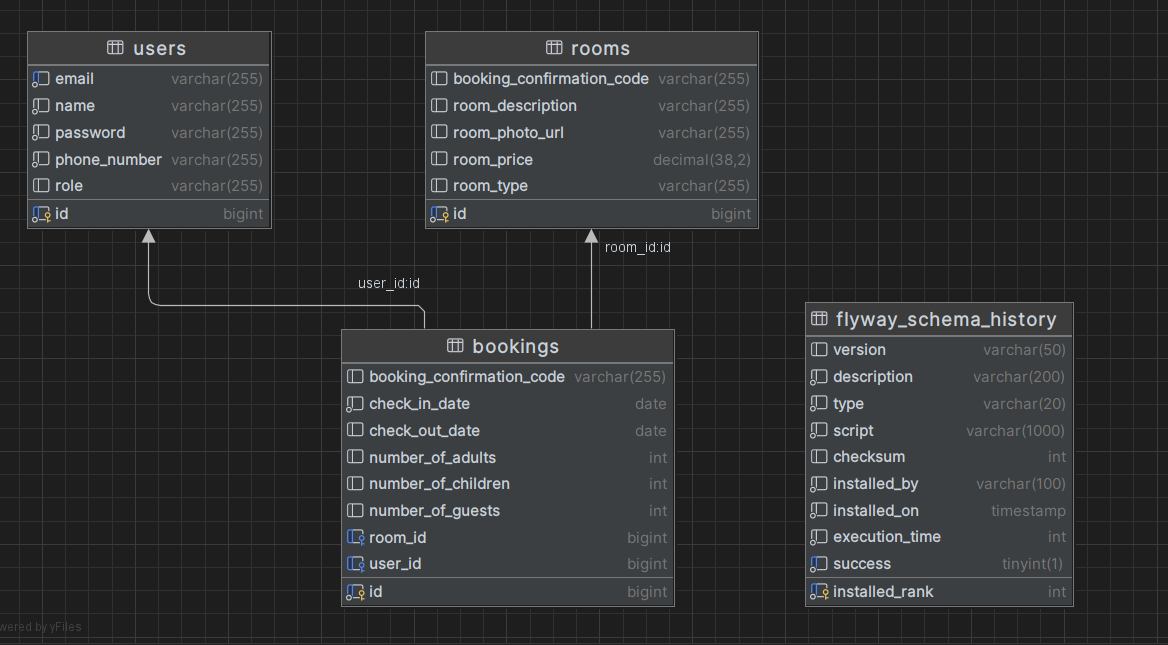 users
email varchar(255)
name varchar(255)
password varchar(255)
phone_number varchar(255)
role varchar(255)
id bigint
rooms
booking_confirmation_code varchar(255)
room_description varchar(255)
room_photo_url varchar(255)
room_price decimal(38,2)
room_type varchar(255)
id bigint
room_id:id
user_id:id
bookings
booking_confirmation_code varchar(255)
check_in_date date
check_out_date date
number_of_adults int
number_of_children int
number_of_guests int
room_id bigint
user_id bigint
id bigint
flyway_schema_history
version varchar(50)
description varchar(200)
type varchar(20)
script varchar(1000)
checksum int
installed_by varchar(100)
installed_on timestamp
execution_time int
success tinyint(1)
installed_rank int
wered by yFiles